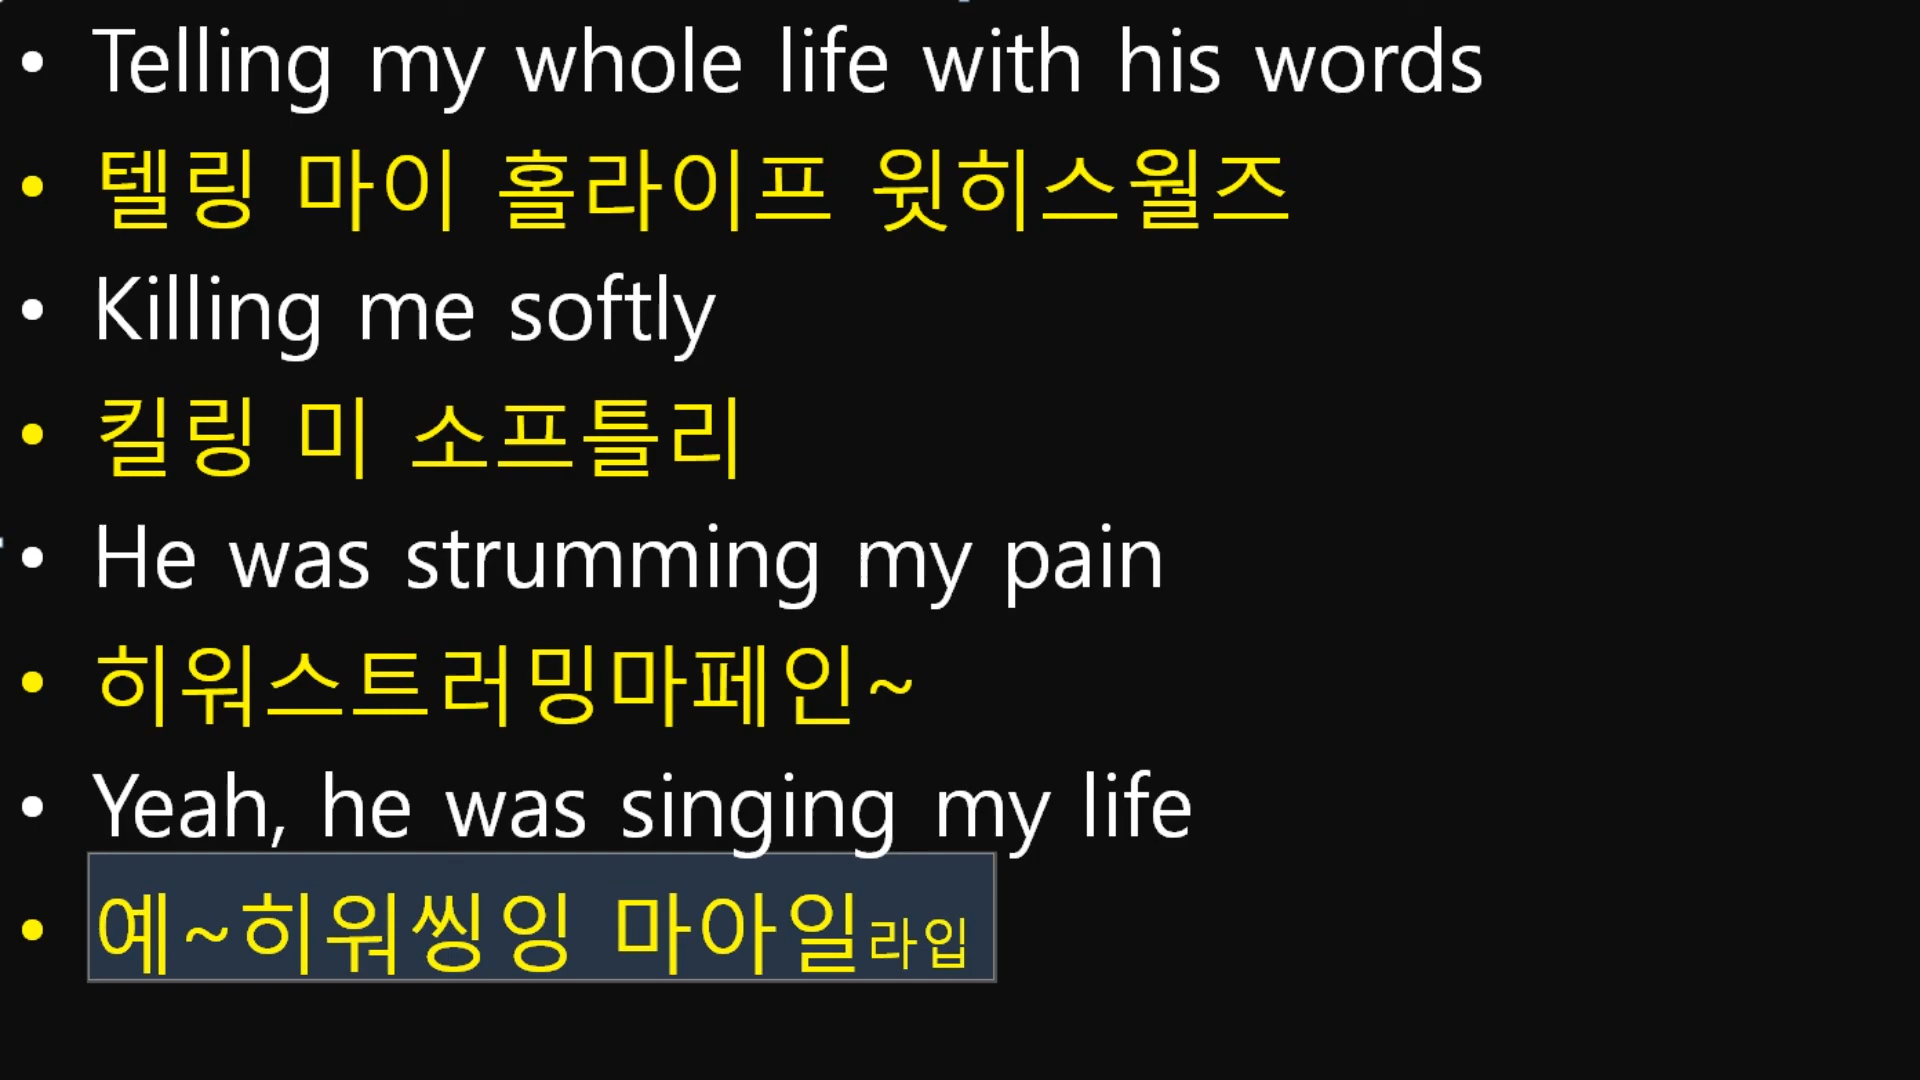 • Telling my whole life with his words
• 텔링 마이 홀라이프 윗히스월즈
• Killing me softly
• 킬링 미 소프틀리
• He was strumming my pain
• 히워스트러밍마페인~
• Yeah, he was singing my life
• 예~히워씽잉 마아일라입